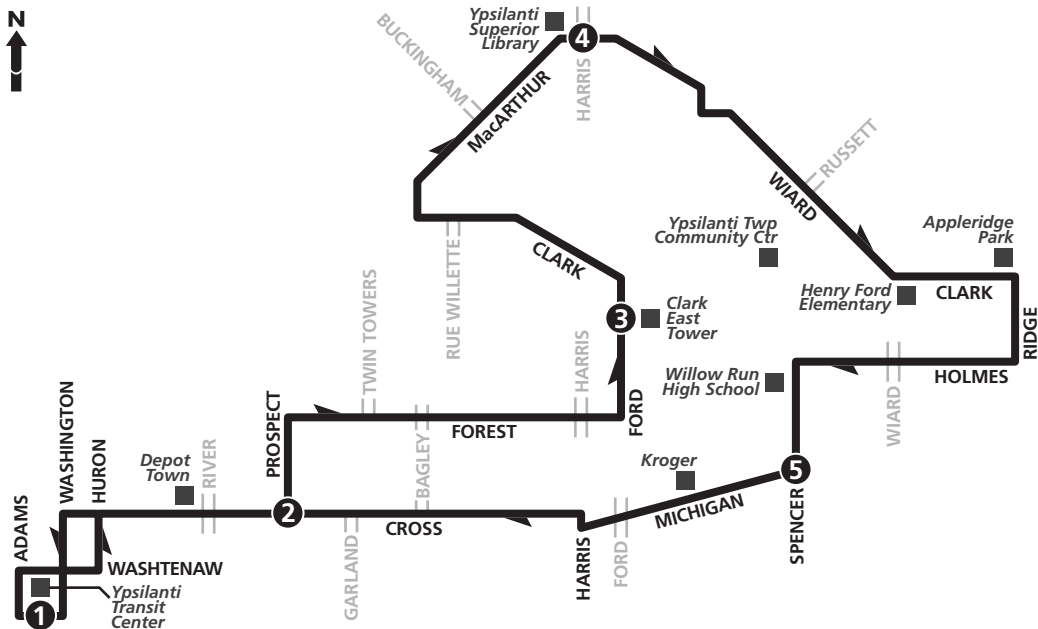 N
Ypsilanti
Superior
Library
4
HARRIS
BUCKINGHAM
MacARTHUR
RUSSETT
WIARD
Ypsilanti Twp
Community Ctr
Appleridge
Park
CLARK
RUE WILLETTE
Henry Ford
Elementary
CLARK
3
Clark
East
Tower
RIDGE
TWIN TOWERS
HARRIS
Willow Run
High School
HOLMES
WIARD
WASHINGTON
HURON
PROSPECT
FOREST
FORD
BAGLEY
Depot
Town
RIVER
Kroger
5
ADAMS
2
CROSS
MICHIGAN
SPENCER
GARLAND
HARRIS
FORD
WASHTENAW
1
Ypsilanti
Transit
Center